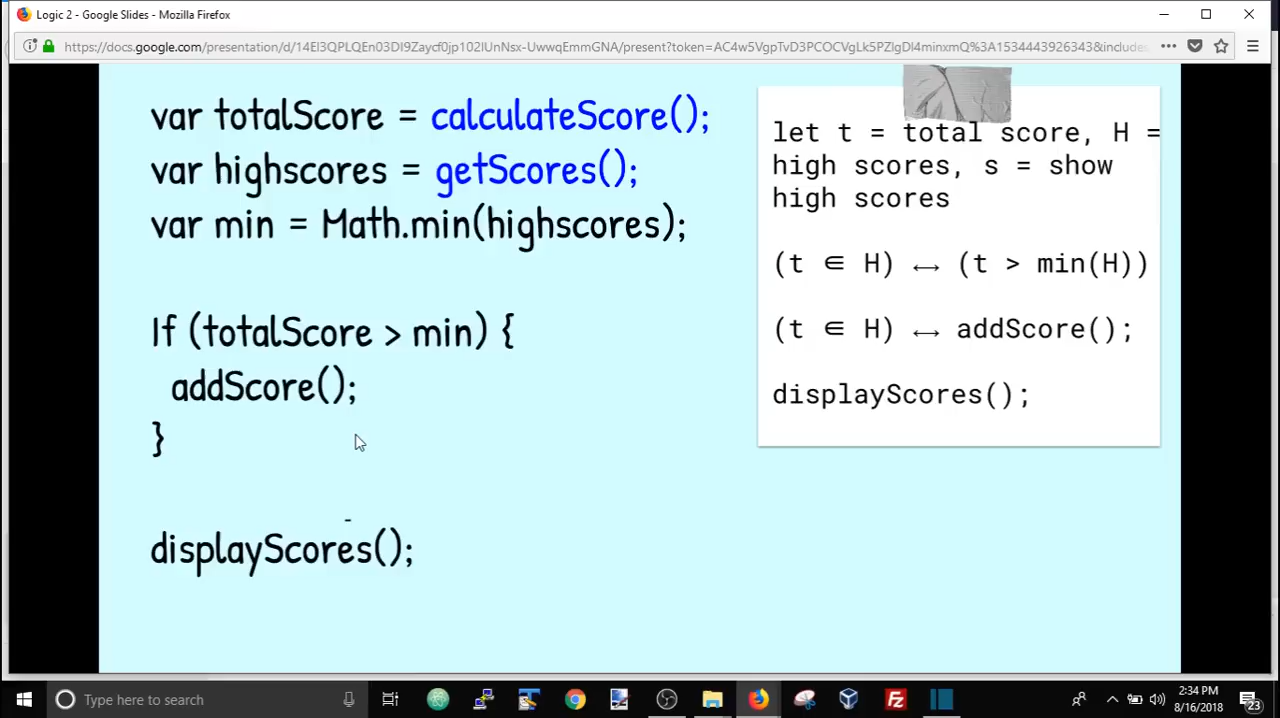 Logic 2 - Google Slides - Mozilla Firefox
var totalScore = calculateScore();
var highscores = getScores();
var min = Math.min(highscores);
If (totalScore > min) {
addScore();
}
displayScores();
let t = total score, H =
high scores, s = show
high scores
(t ∈ H) ↔ (t > min(H))
(t ∈ H) ↔ addScore();
displayScores();
Type here to search
2:34 PM
8/16/2018
23